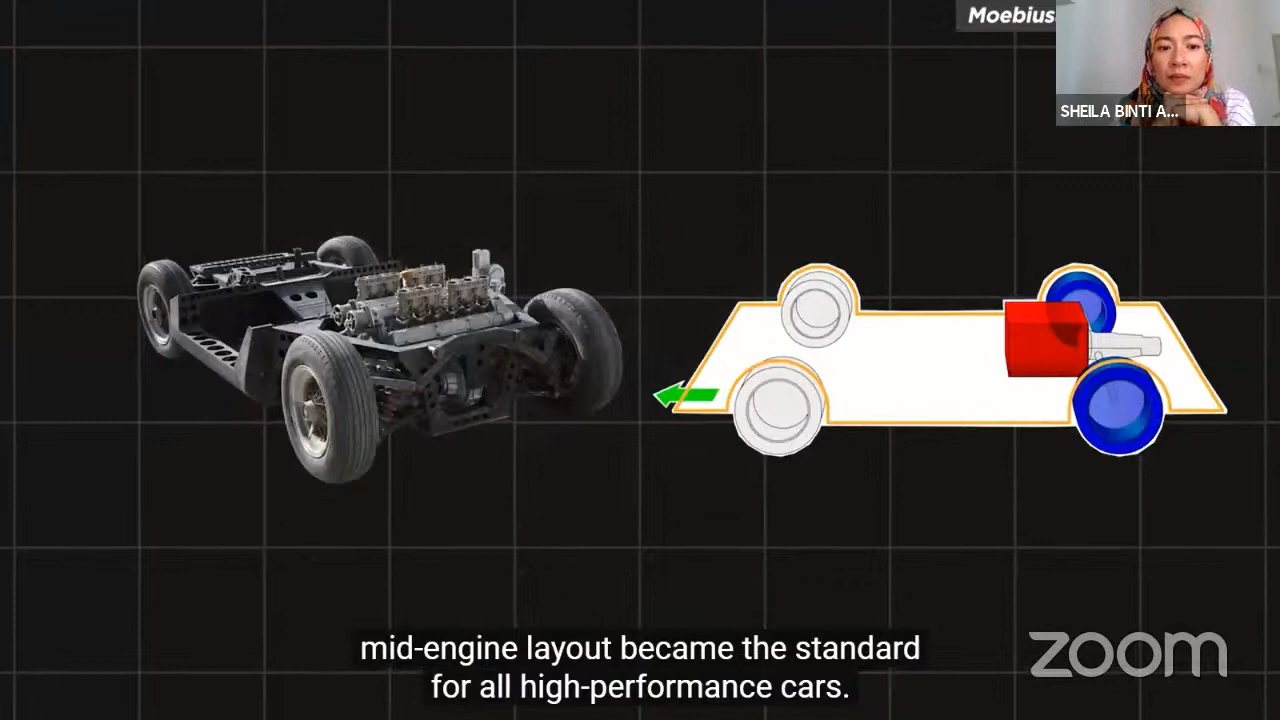 Moebius
SHEILA BINTI A...
mid-engine layout became the standard
for all high-performance cars.
zoom